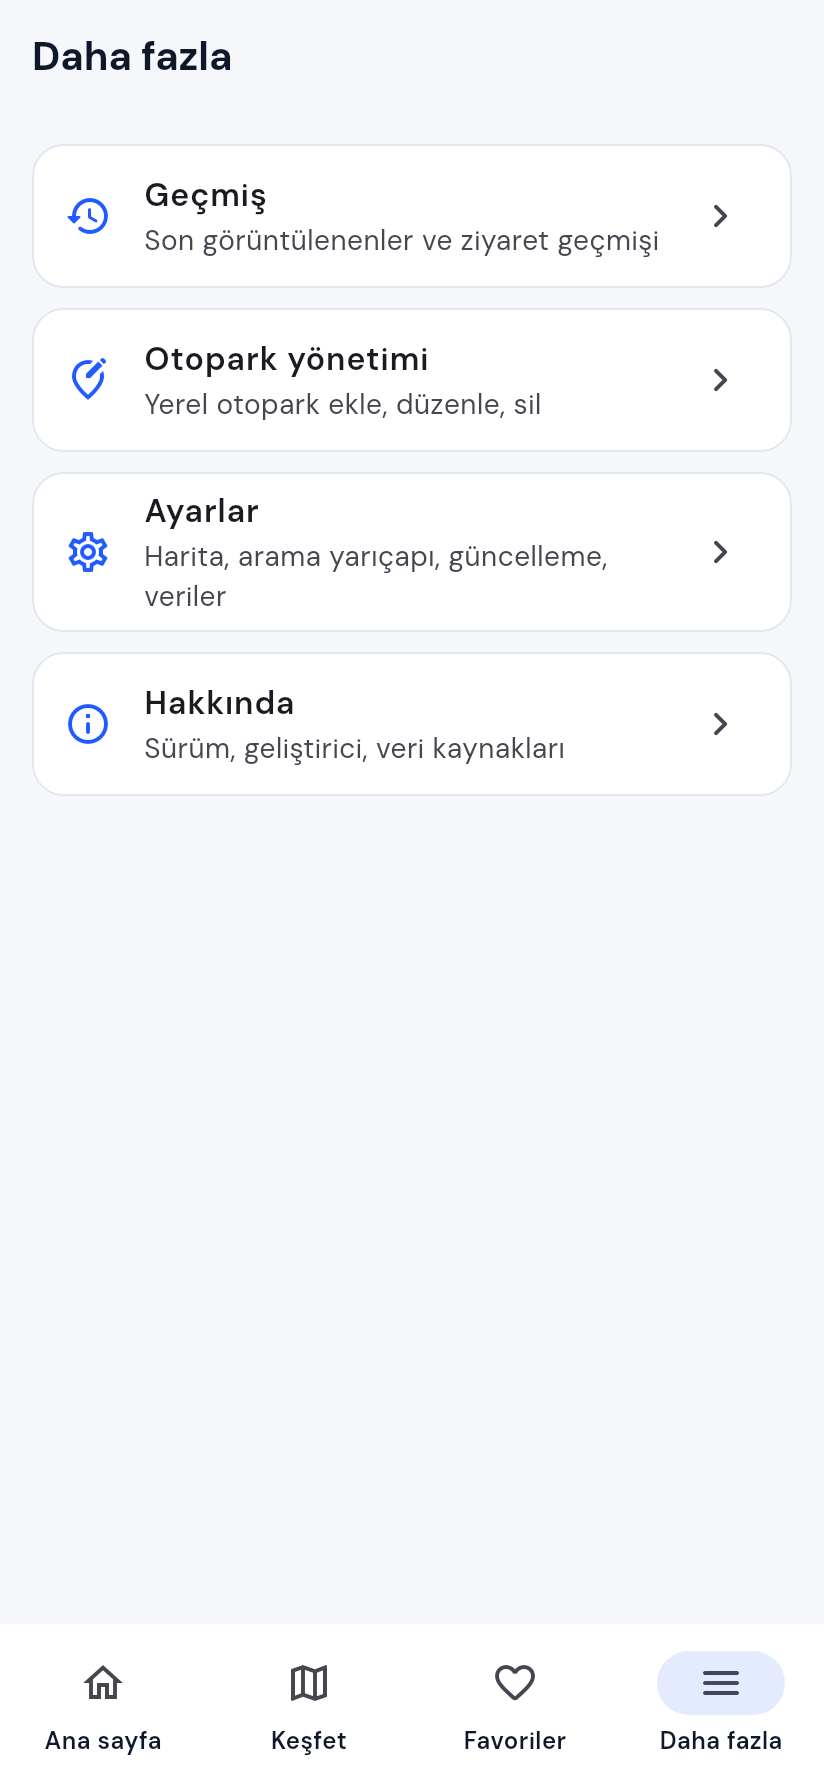 Daha fazla
Geçmiş
Son görüntülenenler ve ziyaret geçmişi
Otopark yönetimi
Yerel otopark ekle, düzenle, sil
Ayarlar
Harita, arama yarıçapı, güncelleme,
veriler
Hakkında
Sürüm, geliştirici, veri kaynakları
Ana sayfa
Keşfet
Favoriler
Daha fazla